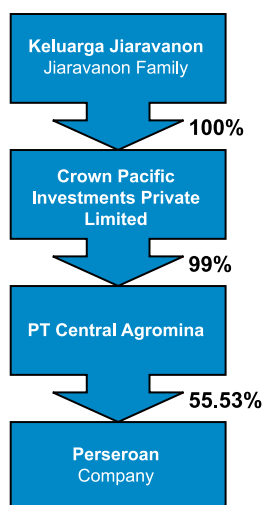 Keluarga Jiaravanon
Jiaravanon Family
100%
Crown Pacific
Investments Private
Limited
99%
PT Central Agromina
55.53%
Perseroan
Company